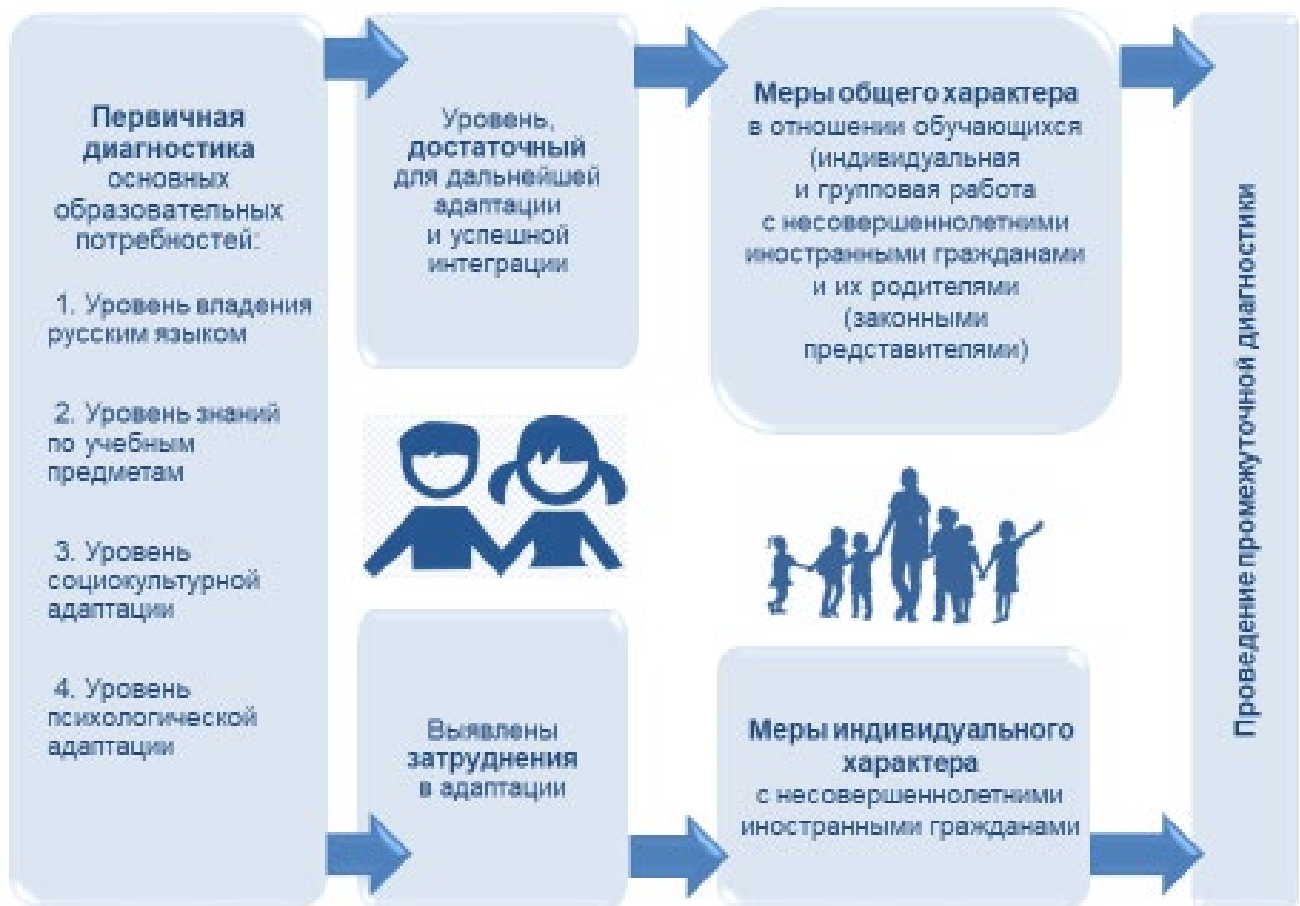 Первичная
диагностика
основных
образовательных
потребностей:
1. Уровень владения
русским языком
2. Уровень знаний
по учебным
предметам
3. Уровень
социокультурной
адаптации
4. Уровень
психологической
адаптации
Уровень,
достаточный
для дальнейшей
адаптации
и успешной
интеграции
Меры общего характера
в отношении обучающихся
(индивидуальная
и групповая работа
с несовершеннолетними
иностранными гражданами
и их родителями
(законными
представителями)
Выявлены
затруднения
в адаптации
Меры индивидуального
характера
с несовершеннолетними
иностранными гражданами
Проведение промежуточной диагностики